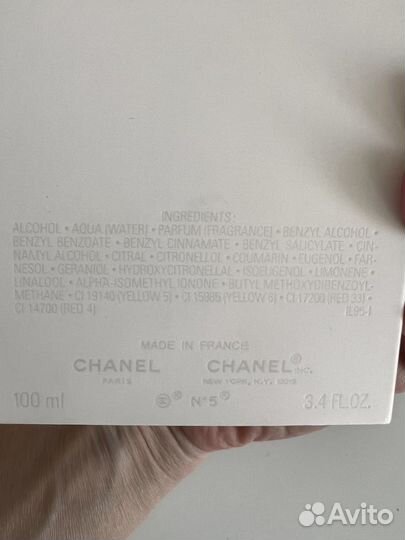 INGREDIENTS:
ALCOHOL • AQUA (WATER) • PARFUM (FRAGRANCE) • BENZYL ALCOHOL •
BENZYL BENZOATE • BENZYL CINNAMATE • BENZYL SALICYLATE • CIN-
NAMYL ALCOHOL • CITRAL • CITRONELLOL • COUMARIN • EUGENOL • FAR-
NESOL • GERANIOL • HYDROXYCITRONELLAL • ISOEUGENOL • LIMONENE •
LINALOOL • ALPHA-ISOMETHYL IONONE • BUTYL METHOXYDIBENZOYL-
METHANE • CI 19140 (YELLOW 5) • CI 15985 (YELLOW 6) • CI 17200 (RED 33) •
CI 14700 (RED 4) IL95-I
MADE IN FRANCE
CHANEL CHANEL® INC.
PARIS NEW YORK, N.Y. 10019
100 ml ® N°5® 3.4 FL.OZ.
Avito